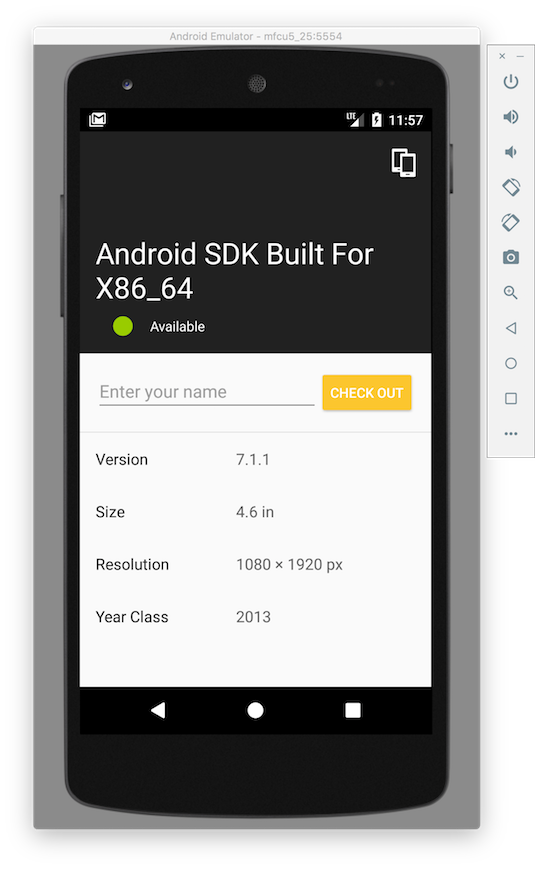 Android Emulator - mfcu5_25:5554
LTE 11:57
Android SDK Built For
X86_64
Available
Enter your name CHECK OUT
Version 7.1.1
Size 4.6 in
Resolution 1080 × 1920 px
Year Class 2013